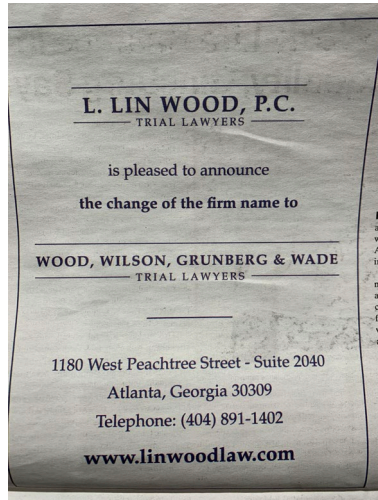 L. LIN WOOD, P.C.
TRIAL LAWYERS
is pleased to announce
the change of the firm name to
WOOD, WILSON, GRUNBERG & WADE
TRIAL LAWYERS
1180 West Peachtree Street - Suite 2040
Atlanta, Georgia 30309
Telephone: (404) 891-1402
www.linwoodlaw.com